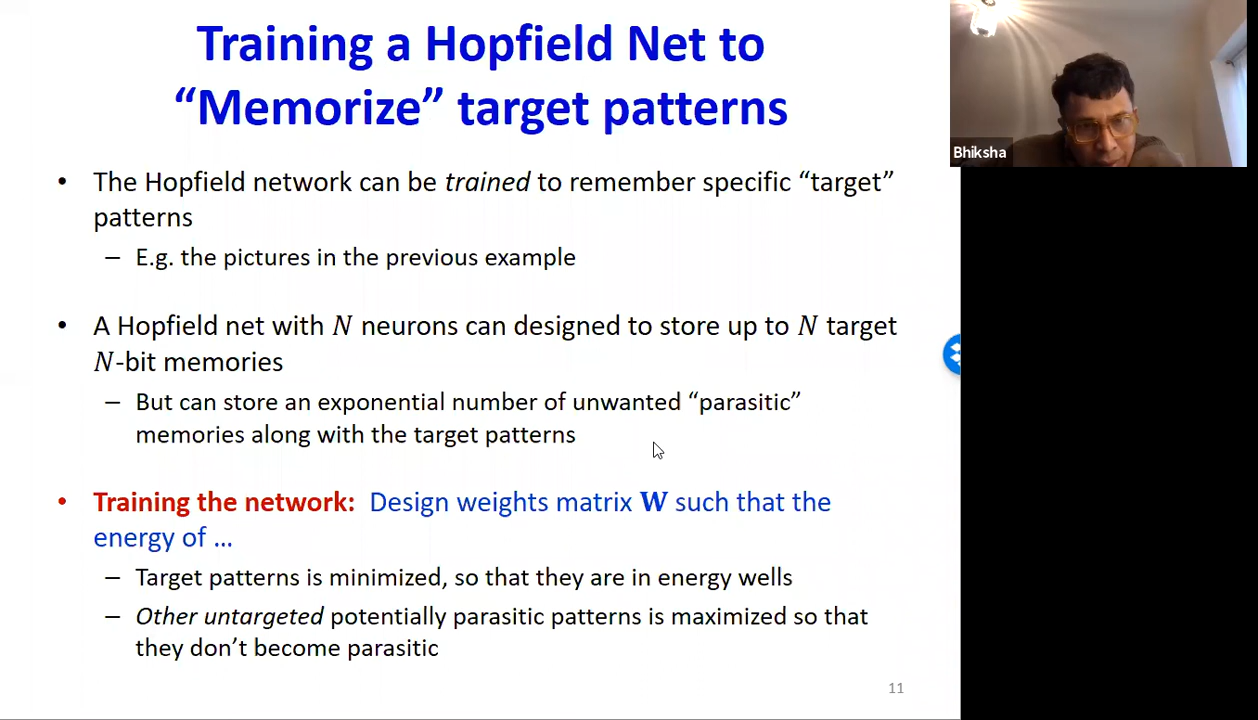 Training a Hopfield Net to
“Memorize” target patterns
• The Hopfield network can be trained to remember specific “target”
patterns
– E.g. the pictures in the previous example
• A Hopfield net with N neurons can designed to store up to N target
N-bit memories
– But can store an exponential number of unwanted “parasitic”
memories along with the target patterns
• Training the network: Design weights matrix W such that the
energy of …
– Target patterns is minimized, so that they are in energy wells
– Other untargeted potentially parasitic patterns is maximized so that
they don’t become parasitic
11
Bhiksha